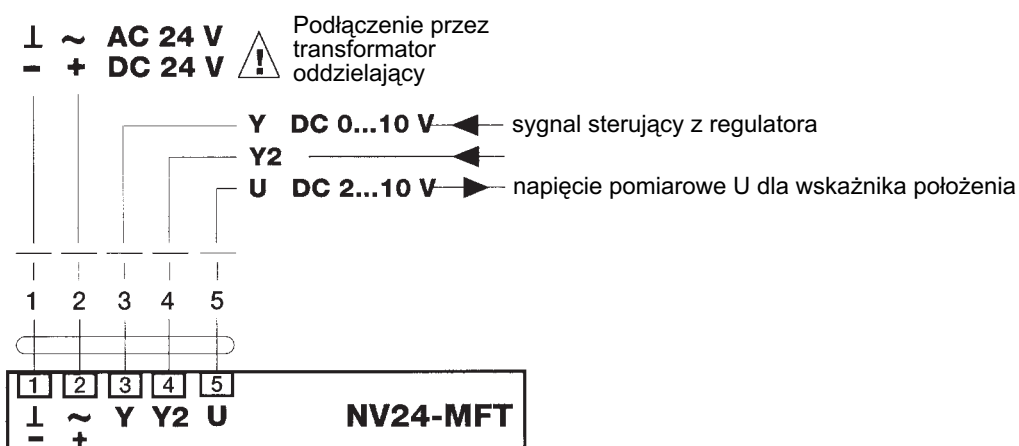 ⊥ ~ AC 24 V
– + DC 24 V
Podłączenie przez
transformator
oddzielający
Y DC 0...10 V sygnal sterujący z regulatora
Y2
U DC 2...10 V napięcie pomiarowe U dla wskażnika położenia
1 2 3 4 5
1 2 3 4 5
⊥ ~ Y Y2 U NV24-MFT
– +